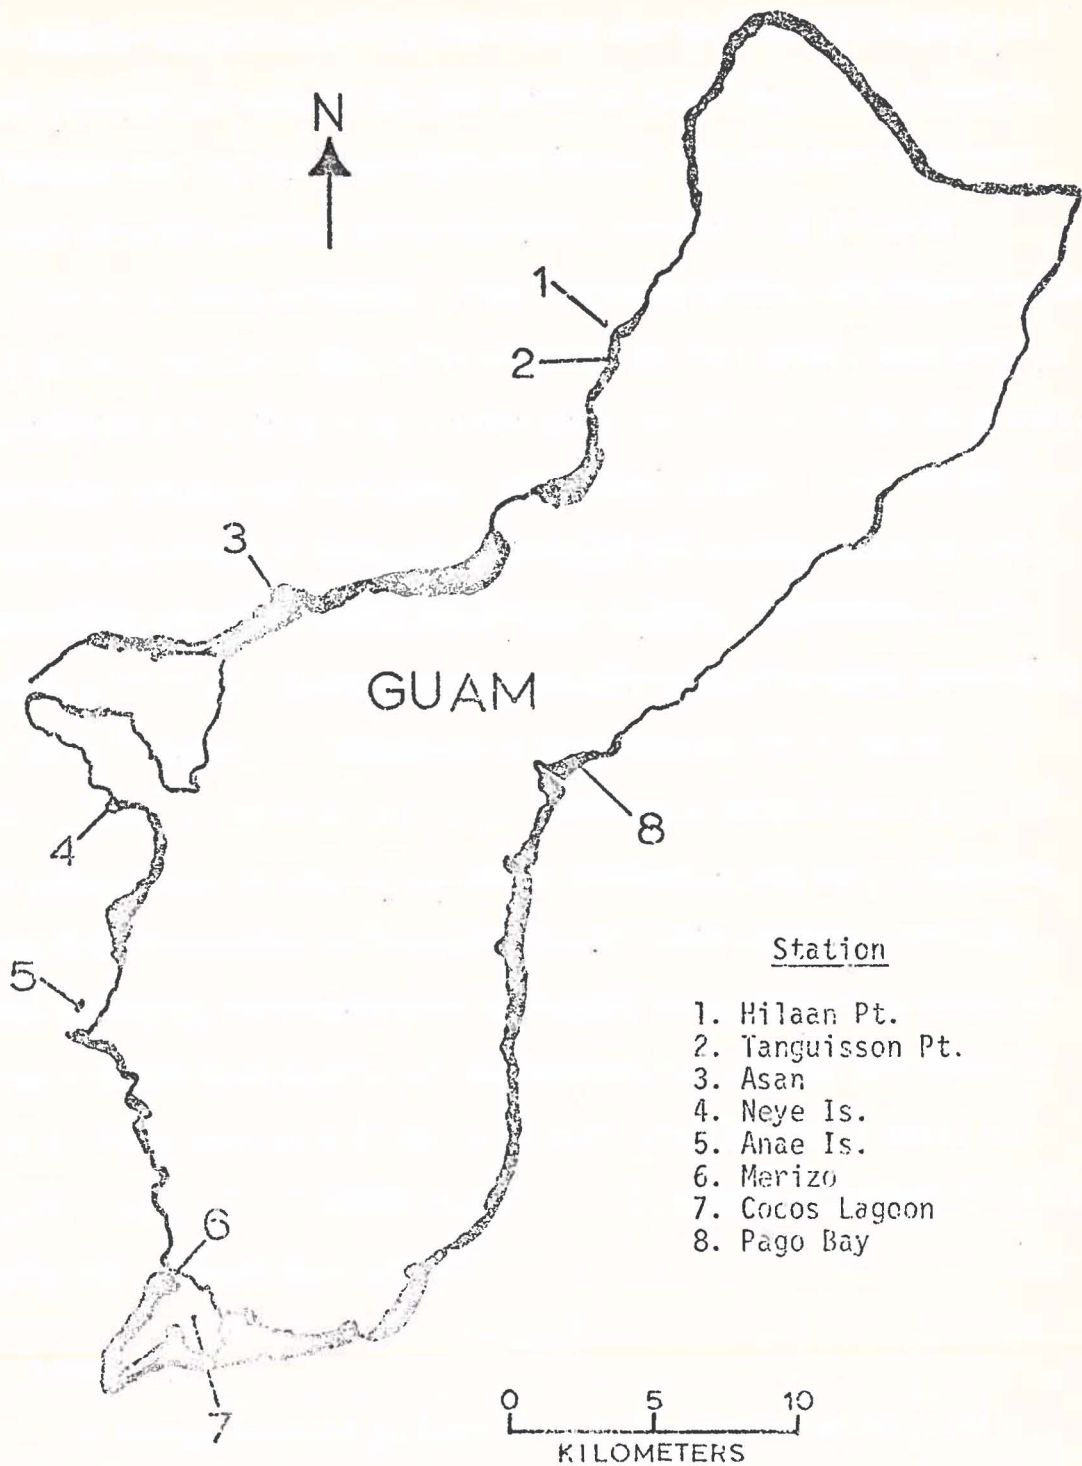 N
1
2
3
GUAM
4
8
5
Station
1. Hilaan Pt.
2. Tanguisson Pt.
3. Asan
4. Neye Is.
5. Anae Is.
6. Merizo
7. Cocos Lagoon
8. Pago Bay
6
7
0 5 10
KILOMETERS